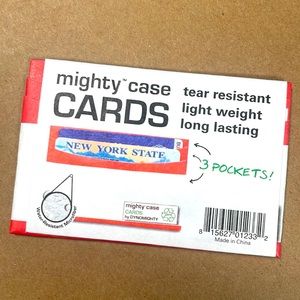 mighty™ case
CARDS
tear resistant
light weight
long lasting
NEW YORK STATE
3 POCKETS!
mighty case
CARDS
by DYNOMIGHTY
8 15627 01233 2
Made in China